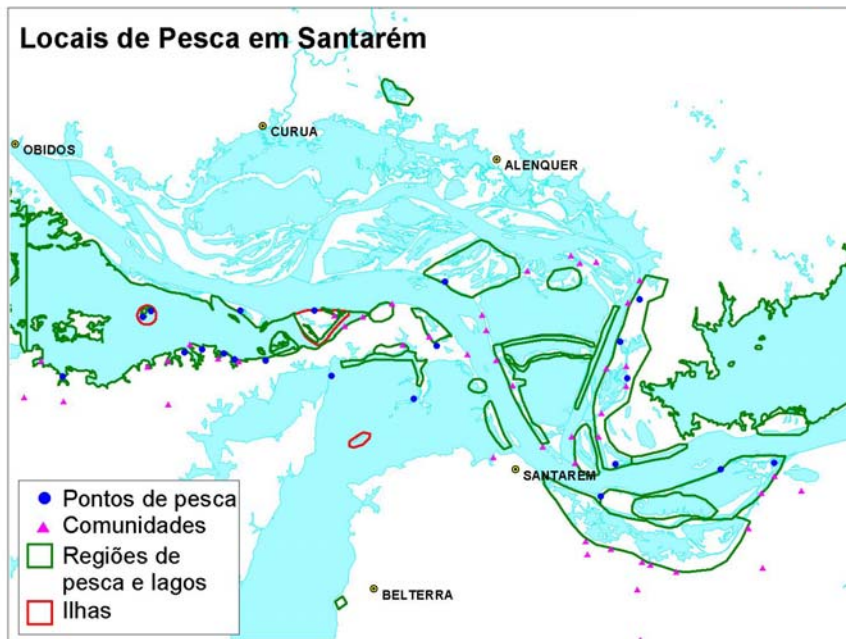 Locais de Pesca em Santarém
CURUA
OBIDOS
ALENQUER
SANTAREM
BELTERRA
Pontos de pesca
Comunidades
Regiões de
pesca e lagos
Ilhas